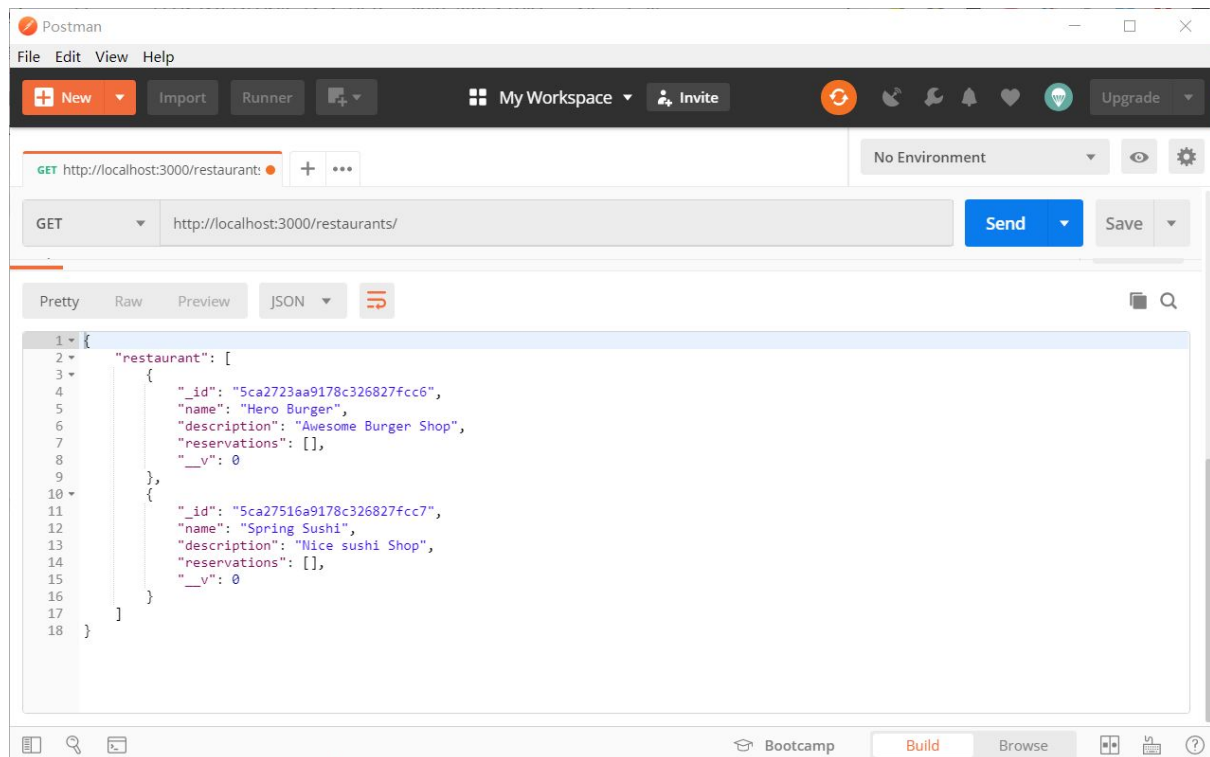 Postman
File Edit View Help
New Import Runner My Workspace Invite Upgrade
GET http://localhost:3000/restaurant: No Environment
GET http://localhost:3000/restaurants/ Send Save
Pretty Raw Preview JSON
1 {
2 "restaurant": [
3 {
4 "_id": "5ca2723aa9178c326827fcc6",
5 "name": "Hero Burger",
6 "description": "Awesome Burger Shop",
7 "reservations": [],
8 "__v": 0
9 },
10 {
11 "_id": "5ca27516a9178c326827fcc7",
12 "name": "Spring Sushi",
13 "description": "Nice sushi Shop",
14 "reservations": [],
15 "__v": 0
16 }
17 ]
18 }
Bootcamp Build Browse